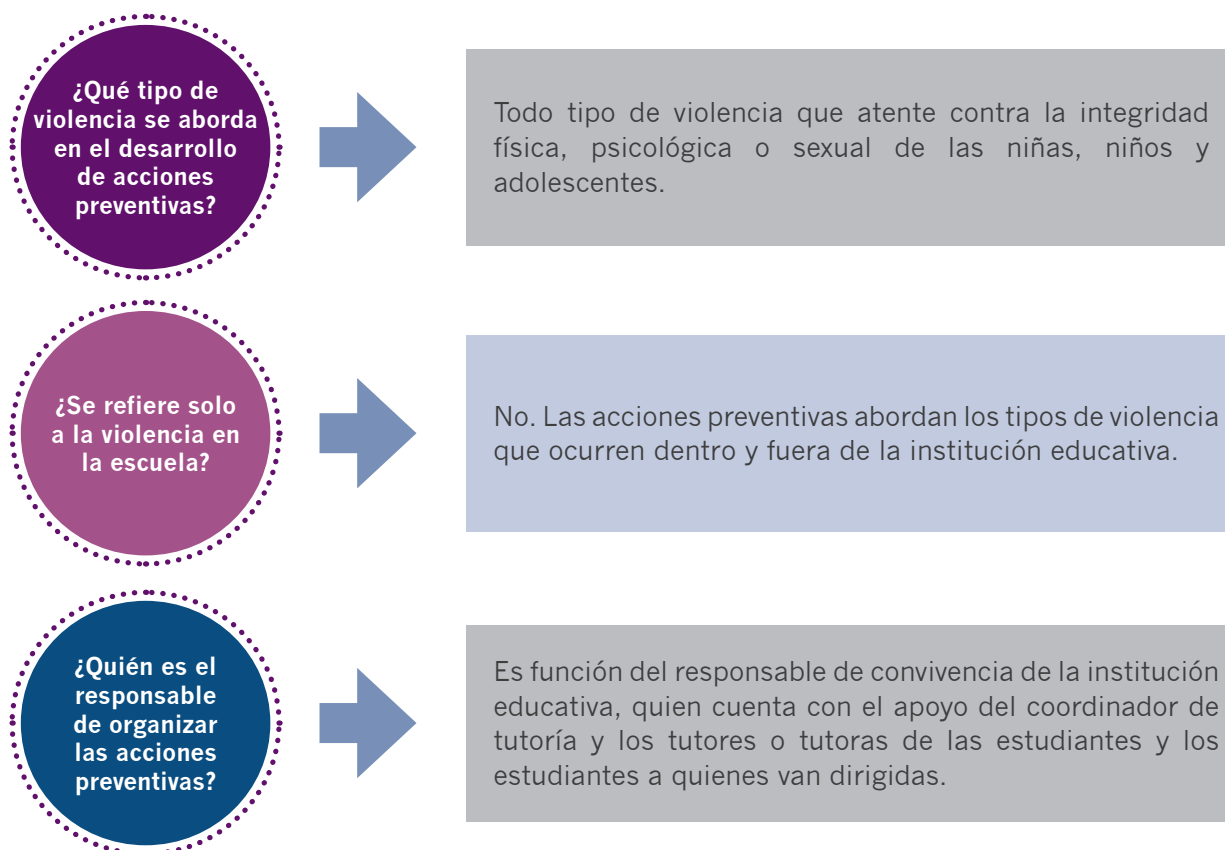 ¿Qué tipo de
violencia se aborda
en el desarrollo
de acciones
preventivas?
Todo tipo de violencia que atente contra la integridad
física, psicológica o sexual de las niñas, niños y
adolescentes.
¿Se refiere solo
a la violencia en
la escuela?
No. Las acciones preventivas abordan los tipos de violencia
que ocurren dentro y fuera de la institución educativa.
¿Quién es el
responsable
de organizar
las acciones
preventivas?
Es función del responsable de convivencia de la institución
educativa, quien cuenta con el apoyo del coordinador de
tutoría y los tutores o tutoras de las estudiantes y los
estudiantes a quienes van dirigidas.